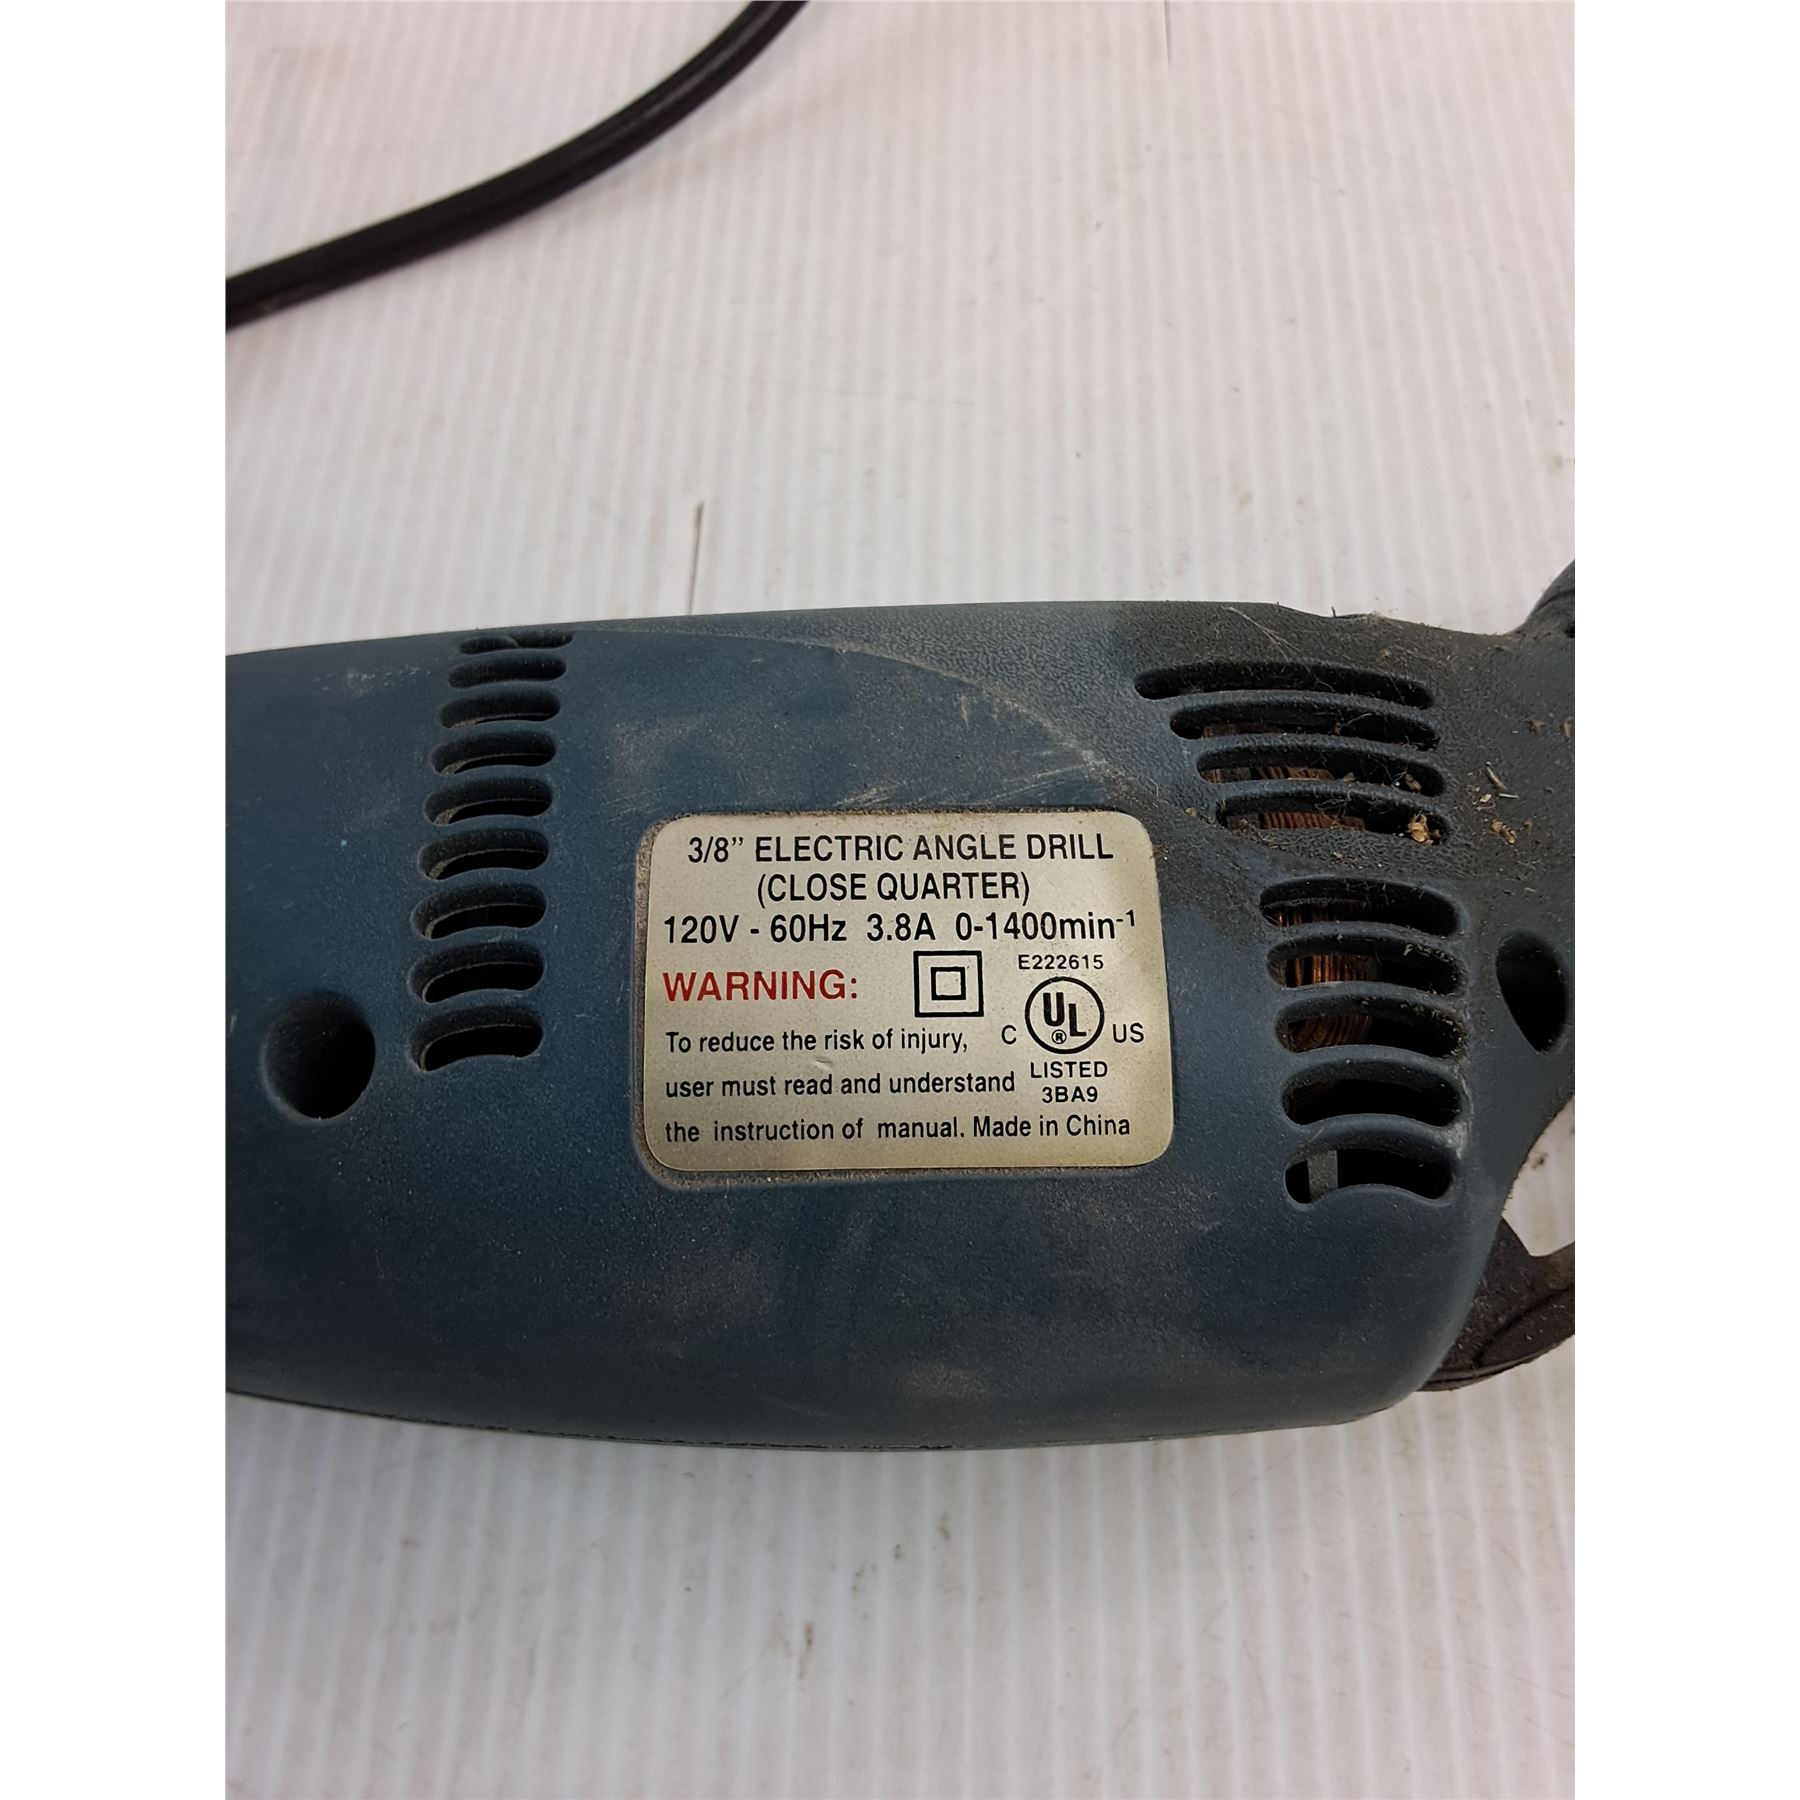 3/8" ELECTRIC ANGLE DRILL
(CLOSE QUARTER)
120V - 60Hz 3.8A 0-1400min-¹
WARNING:
E222615
To reduce the risk of injury,
C UL ® US
user must read and understand
LISTED
3BA9
the instruction of manual. Made in China